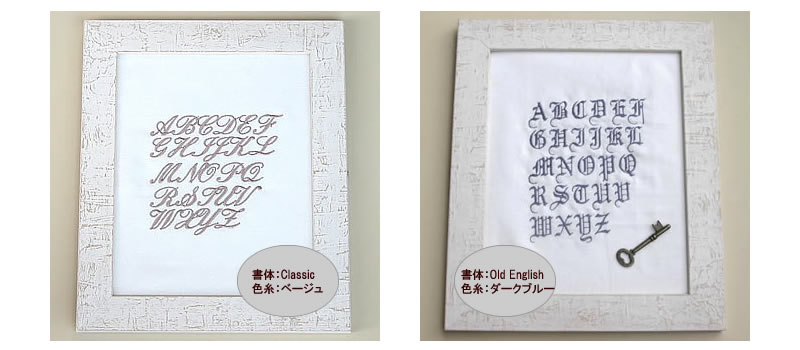 ABCDEF
GHIJKL
MNOPQ
RSTUV
WXYZ
書体:Classic
色糸:ベージュ
ABCDEF
GHIJKL
MNOPQ
RSTUV
WXYZ
書体:Old English
色糸:ダークブルー